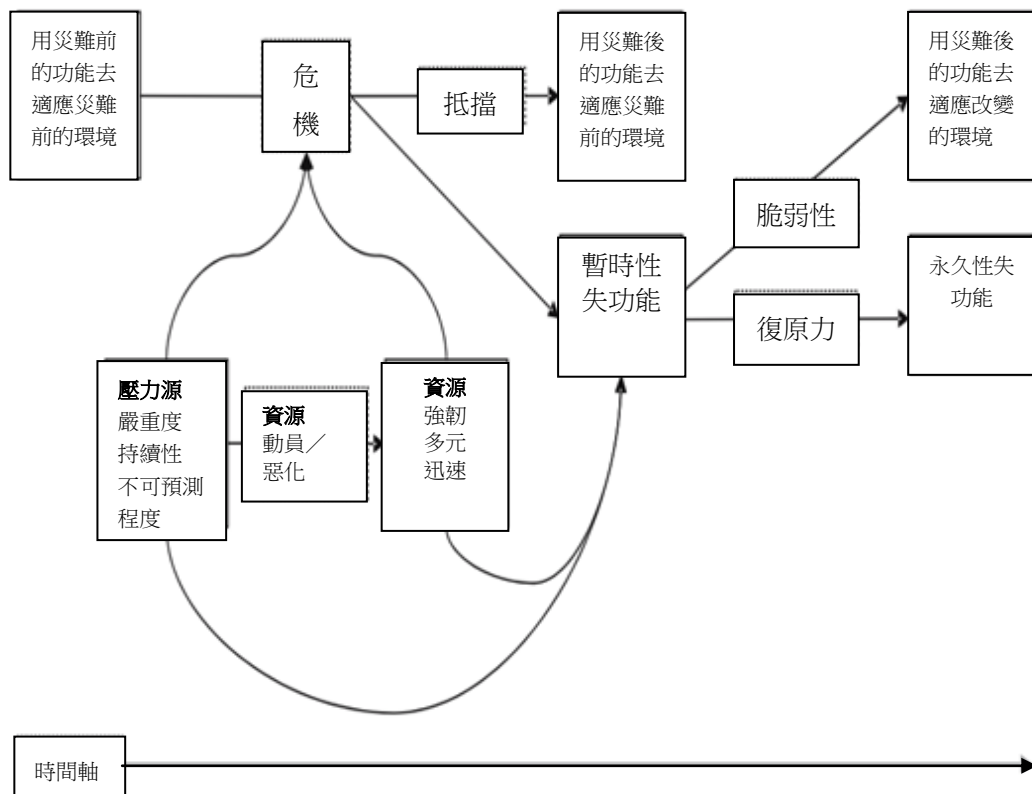 用災難前
的功能去
適應災難
前的環境
危
機
抵擋
用災難後
的功能去
適應災難
前的環境
用災難後
的功能去
適應改變
的環境
脆弱性
暫時性
失功能
復原力
永久性失
功能
壓力源
嚴重度
持續性
不可預測
程度
資源
動員／
惡化
資源
強韌
多元
迅速
時間軸